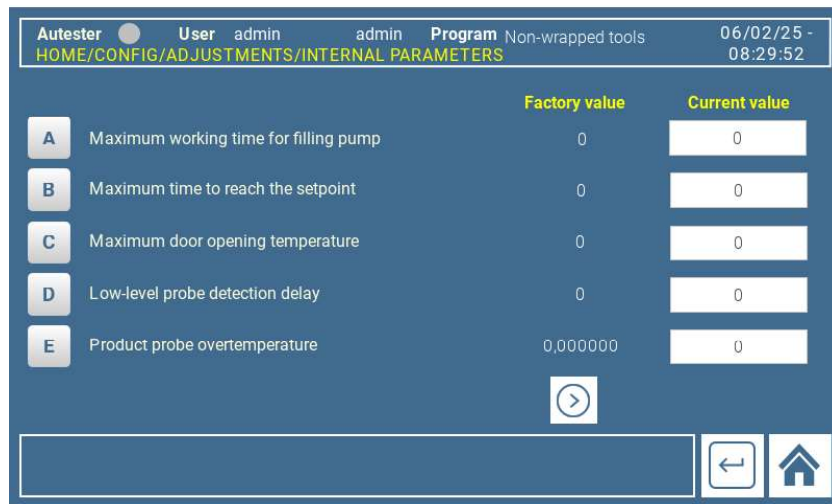 Autester User admin admin Program Non-wrapped tools 06/02/25 -
HOME/CONFIG/ADJUSTMENTS/INTERNAL PARAMETERS 08:29:52
Factory value Current value
A Maximum working time for filling pump 0 0
B Maximum time to reach the setpoint 0 0
C Maximum door opening temperature 0 0
D Low-level probe detection delay 0 0
E Product probe overtemperature 0,000000 0